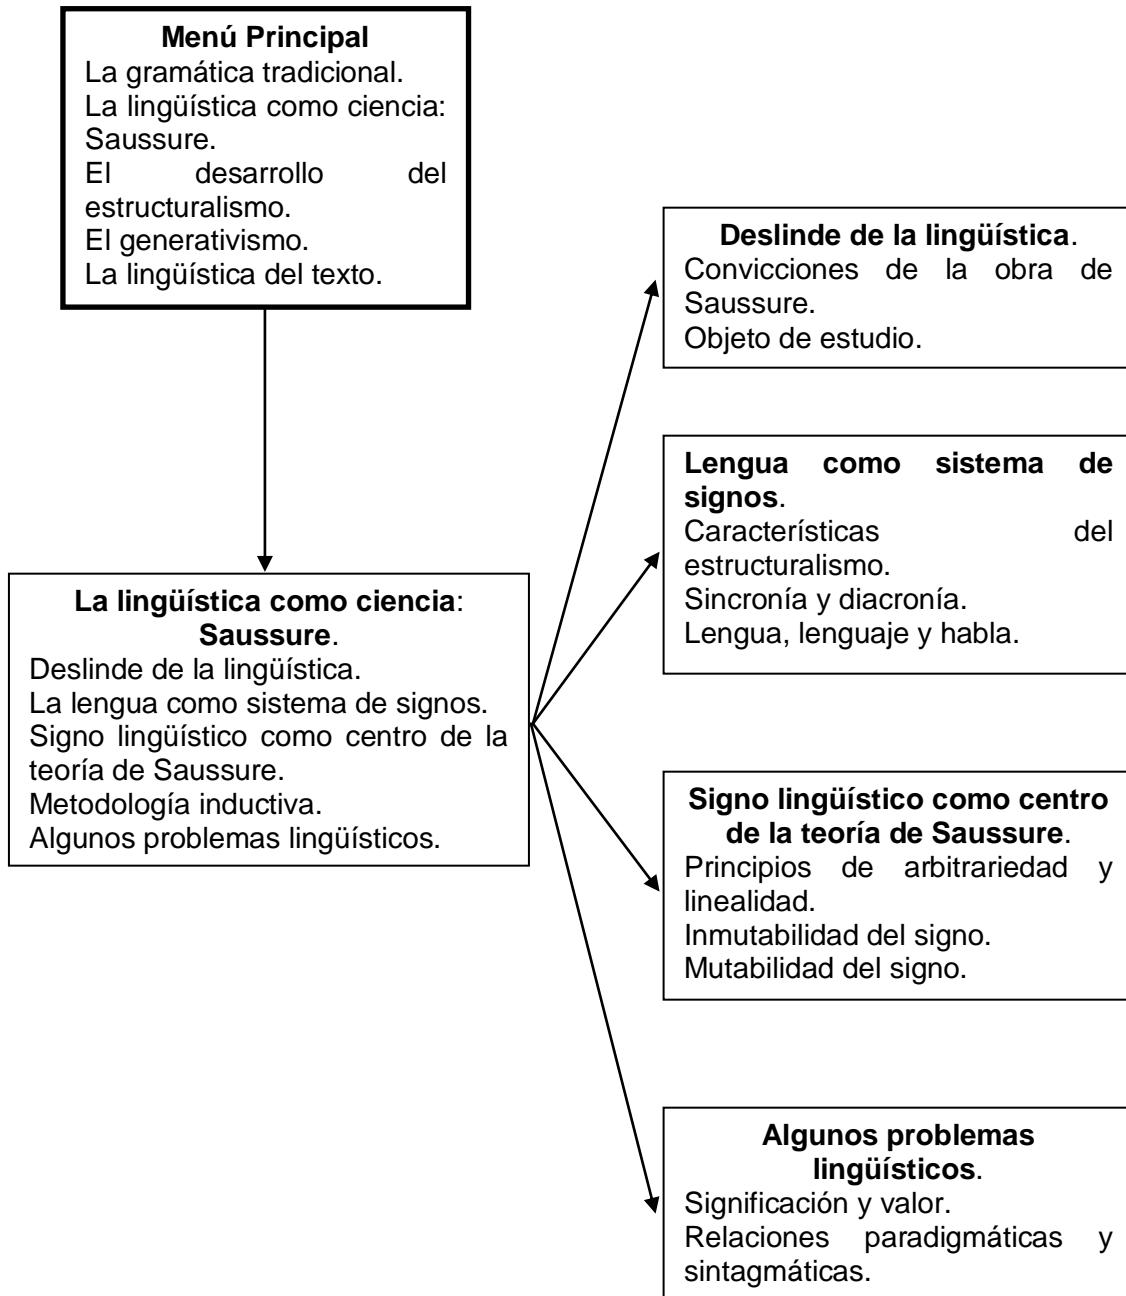 Menú Principal
La gramática tradicional.
La lingüística como ciencia:
Saussure.
El desarrollo del
estructuralismo.
El generativismo.
La lingüística del texto.
La lingüística como ciencia:
Saussure.
Deslinde de la lingüística.
La lengua como sistema de signos.
Signo lingüístico como centro de la
teoría de Saussure.
Metodología inductiva.
Algunos problemas lingüísticos.
Deslinde de la lingüística.
Convicciones de la obra de
Saussure.
Objeto de estudio.
Lengua como sistema de
signos.
Características del
estructuralismo.
Sincronía y diacronía.
Lengua, lenguaje y habla.
Signo lingüístico como centro
de la teoría de Saussure.
Principios de arbitrariedad y
linealidad.
Inmutabilidad del signo.
Mutabilidad del signo.
Algunos problemas
lingüísticos.
Significación y valor.
Relaciones paradigmáticas y
sintagmáticas.